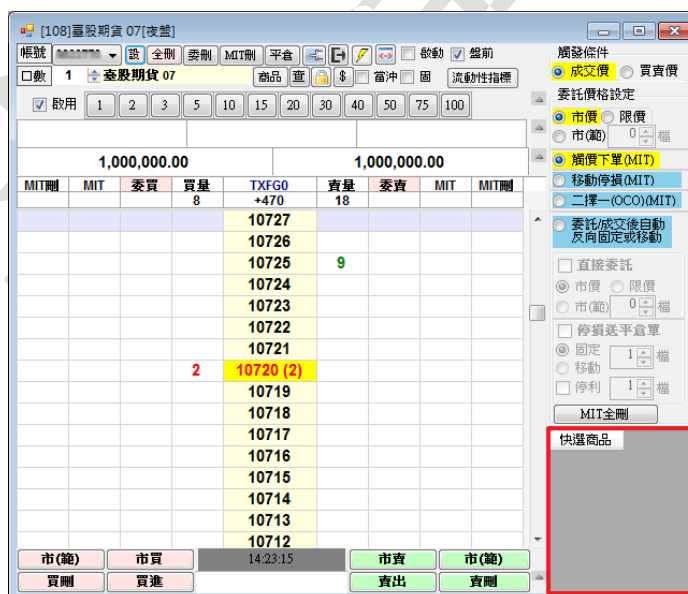 [108]臺股期貨 07[夜盤]
帳號 設 全刪 委刪 MIT刪 平倉 啟動 盤前
口數 1 臺股期貨 07 商品 查 $ 當沖 固 流動性指標
啟用 1 2 3 5 10 15 20 30 40 50 75 100
1,000,000.00 1,000,000.00
MIT刪 MIT 委買 買量 TXFG0 賣量 委賣 MIT MIT刪
8 +470 18
10727
10726
10725 9
10724
10723
10722
10721
2 10720 (2)
10719
10718
10717
10716
10715
10714
10713
10712
市(範) 市買 14:23:15 市賣 市(範)
買刪 買進 賣出 賣刪
觸發條件
成交價 買賣價
委託價格設定
市價 限價
市(範) 0 檔
觸價下單(MIT)
移動停損(MIT)
二擇一(OCO)(MIT)
委託/成交後自動
反向固定或移動
直接委託
市價 限價
市(範) 0 檔
停損送平倉單
固定 1 檔
移動
停利 1 檔
MIT全刪
快選商品